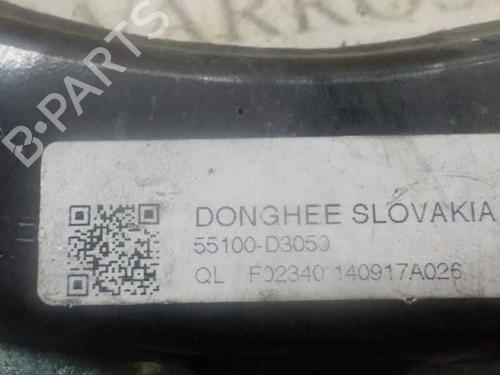 B-PARTS
DONGHEE SLOVAKIA
55100-D3050
QL F02340 140917A026